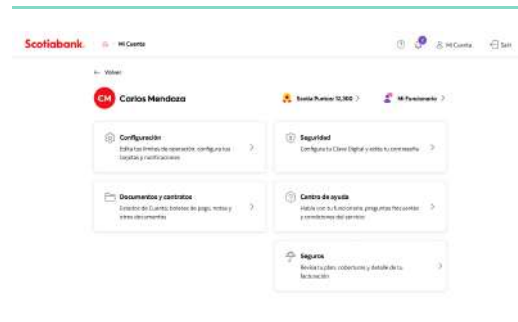 Scotiabank.
Mi Cuenta
Mi Cuenta
Salir
← Volver
CM Carlos Mendoza
Scotia Puntos: 12,300 >
Mi Funcionario >
Configuración
Edita tus límites de operación, configura tus
tarjetas y notificaciones
Seguridad
Configura tu Clave Digital y edita tu contraseña
Documentos y contratos
Estados de Cuenta, boletas de pago, notas y
otros documentos
Centro de ayuda
Habla con tu funcionario, preguntas frecuentes
y condiciones del servicio
Seguros
Revisa tu plan, coberturas y detalle de tu
facturación